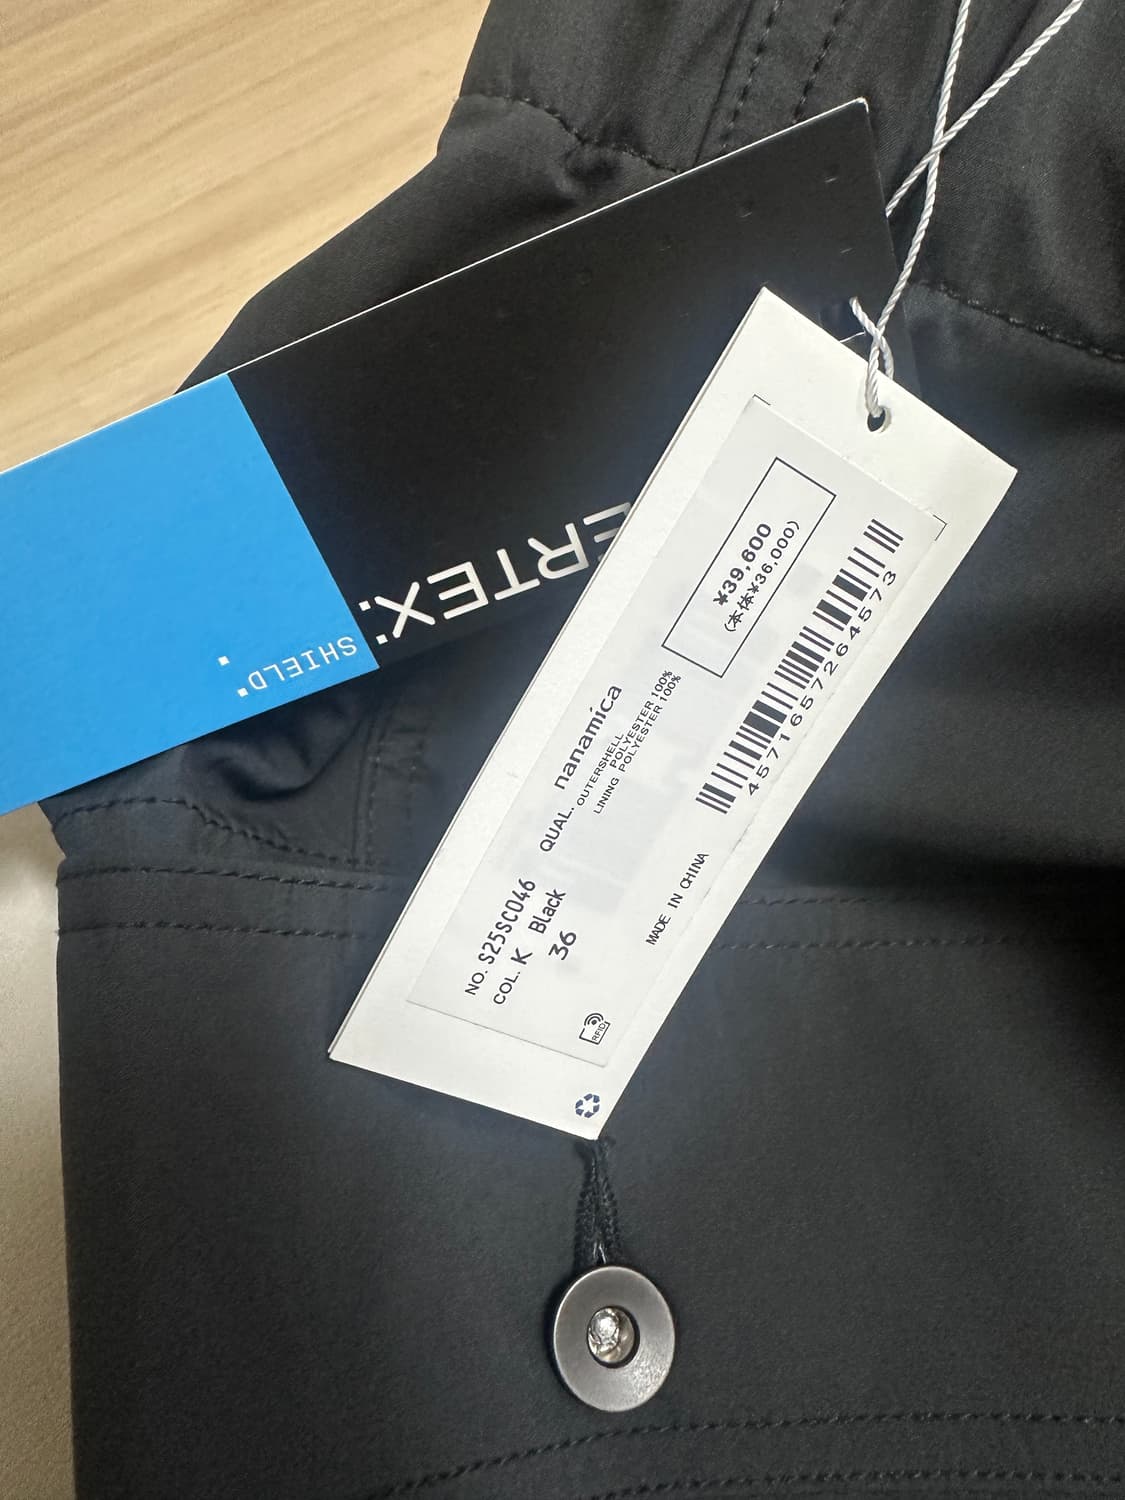 ERTEX:
SHIELD
¥39,600
(本体¥36,000)
4571657264573
nanamica
QUAL. OUTERSHELL
POLYESTER 100%
LINING POLYESTER 100%
NO. S25SC046
COL. K Black
36
MADE IN CHINA
RFID